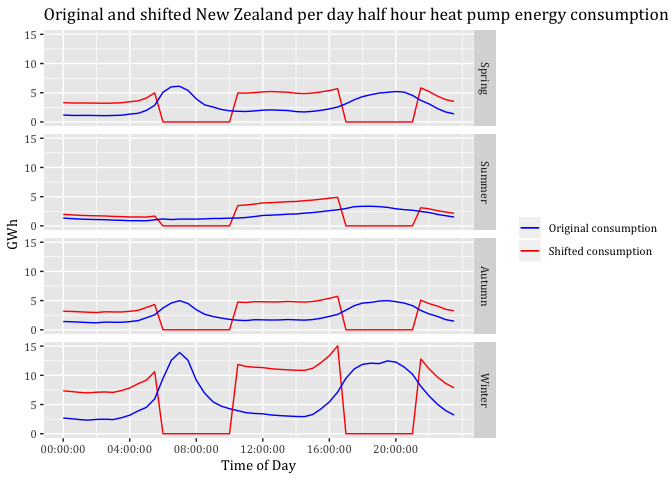 Original and shifted New Zealand per day half hour heat pump energy consumption
15
10
5
0
Spring
15
10
5
0
Summer
15
10
5
0
Autumn
15
10
5
0
Winter
GWh
00:00:00 04:00:00 08:00:00 12:00:00 16:00:00 20:00:00
Time of Day
Original consumption
Shifted consumption